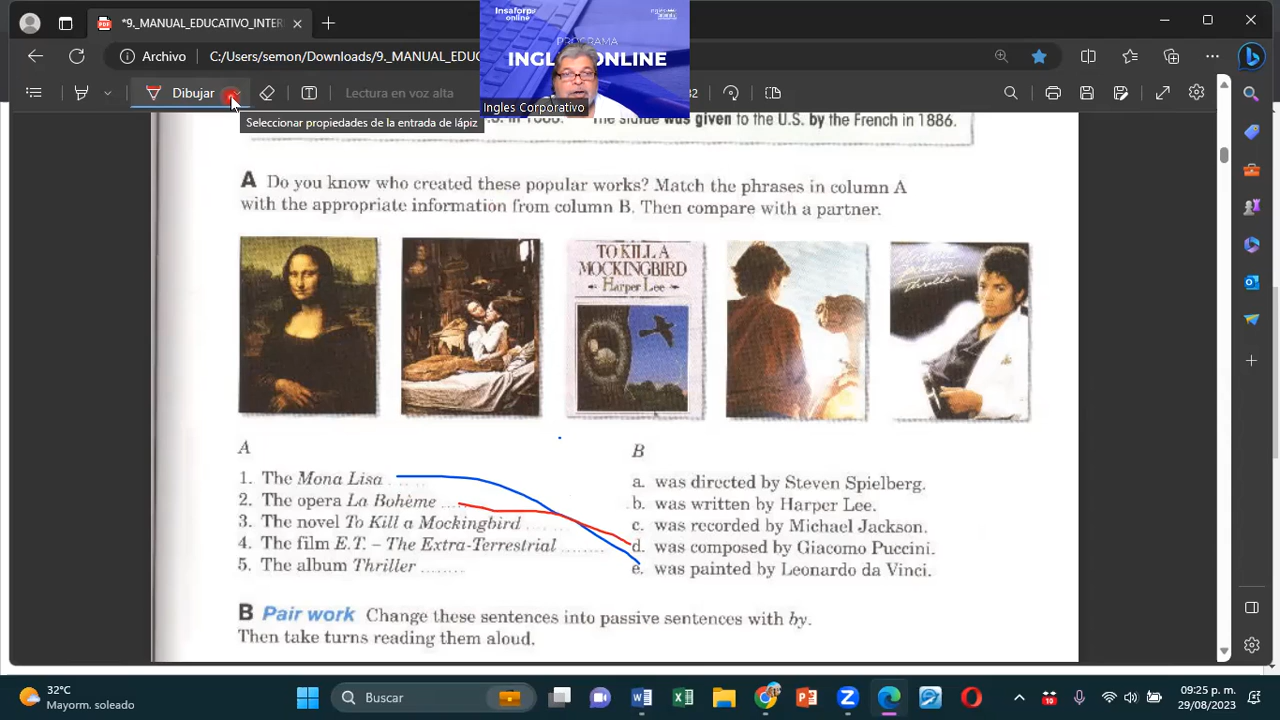 *9._MANUAL_EDUCATIVO_INTER
Archivo
C:/Users/semon/Downloads/5_MANUAL_EDU
Dibujar
Lectura en voz alta
Seleccionar propiedades de la entrada de lápiz
Insaforp
online
PROGRAMA
INGL ONLINE
Ingles Corporativo
The statue was given to the U.S. by the French in 1886.
A Do you know who created these popular works? Match the phrases in column A
with the appropriate information from column B. Then compare with a partner.
TO KILL A
MOCKINGBIRD
Harper Lee
Thriller
A
1. The Mona Lisa ......
2. The opera La Bohème ....
3. The novel To Kill a Mockingbird ........
4. The film E.T. – The Extra-Terrestrial ........
5. The album Thriller ........
B
a. was directed by Steven Spielberg.
b. was written by Harper Lee.
c. was recorded by Michael Jackson.
d. was composed by Giacomo Puccini.
e. was painted by Leonardo da Vinci.
B Pair work Change these sentences into passive sentences with by.
Then take turns reading them aloud.
32°C
Mayorm. soleado
Buscar
10
09:25 p. m.
29/08/2023